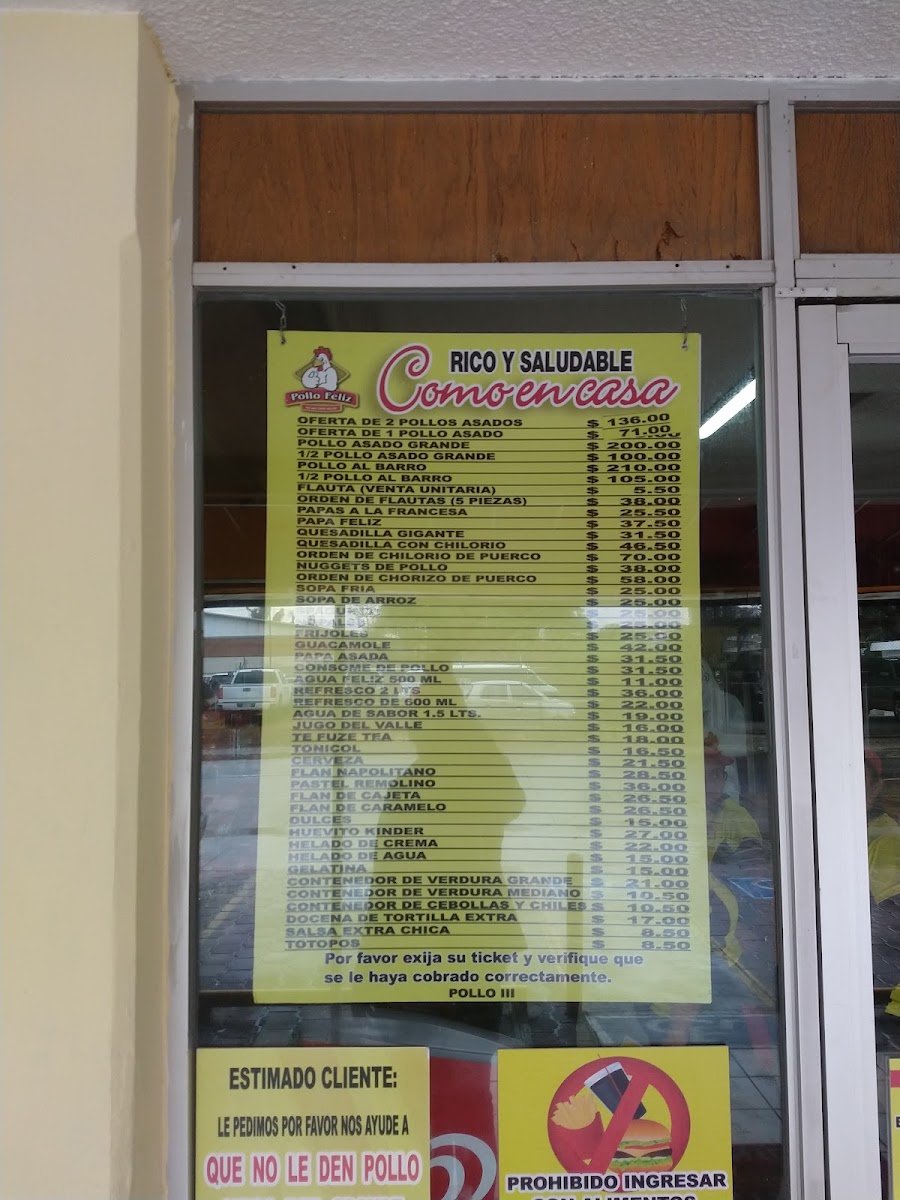 Pollo Feliz
RICO Y SALUDABLE
Como en casa
OFERTA DE 2 POLLOS ASADOS $ 136.00
OFERTA DE 1 POLLO ASADO $ 71.00
POLLO ASADO GRANDE $ 200.00
1/2 POLLO ASADO GRANDE $ 100.00
POLLO AL BARRO $ 210.00
1/2 POLLO AL BARRO $ 105.00
FLAUTA (VENTA UNITARIA) $ 5.50
ORDEN DE FLAUTAS (5 PIEZAS) $ 38.00
PAPAS A LA FRANCESA $ 25.50
PAPA FELIZ $ 37.50
QUESADILLA GIGANTE $ 31.50
QUESADILLA CON CHILORIO $ 46.50
ORDEN DE CHILORIO DE PUERCO $ 70.00
NUGGETS DE POLLO $ 38.00
ORDEN DE CHORIZO DE PUERCO $ 58.00
SOPA FRIA $ 25.00
SOPA DE ARROZ $ 25.00
$ 25.00
$ 25.00
FRIJOLES $ 25.00
GUACAMOLE $ 42.00
PAPA ASADA $ 31.50
CONSOME DE POLLO $ 31.50
AGUA FELIZ 500 ML $ 11.00
REFRESCO 2 LTS $ 36.00
REFRESCO DE 600 ML $ 22.00
AGUA DE SABOR 1.5 LTS. $ 19.00
JUGO DEL VALLE $ 16.00
TE FUZE TEA $ 18.00
TONICOL $ 16.50
CERVEZA $ 21.50
FLAN NAPOLITANO $ 28.50
PASTEL REMOLINO $ 36.00
FLAN DE CAJETA $ 26.50
FLAN DE CARAMELO $ 26.50
DULCES $ 15.00
HUEVITO KINDER $ 27.00
HELADO DE CREMA $ 22.00
HELADO DE AGUA $ 15.00
GELATINA $ 15.00
CONTENEDOR DE VERDURA GRANDE $ 21.00
CONTENEDOR DE VERDURA MEDIANO $ 10.50
CONTENEDOR DE CEBOLLAS Y CHILES $ 10.50
DOCENA DE TORTILLA EXTRA $ 17.00
SALSA EXTRA CHICA $ 8.50
TOTOPOS $ 8.50
Por favor exija su ticket y verifique que
se le haya cobrado correctamente.
POLLO III
ESTIMADO CLIENTE:
LE PEDIMOS POR FAVOR NOS AYUDE A
QUE NO LE DEN POLLO
PROHIBIDO INGRESAR
CON ALIMENTOS